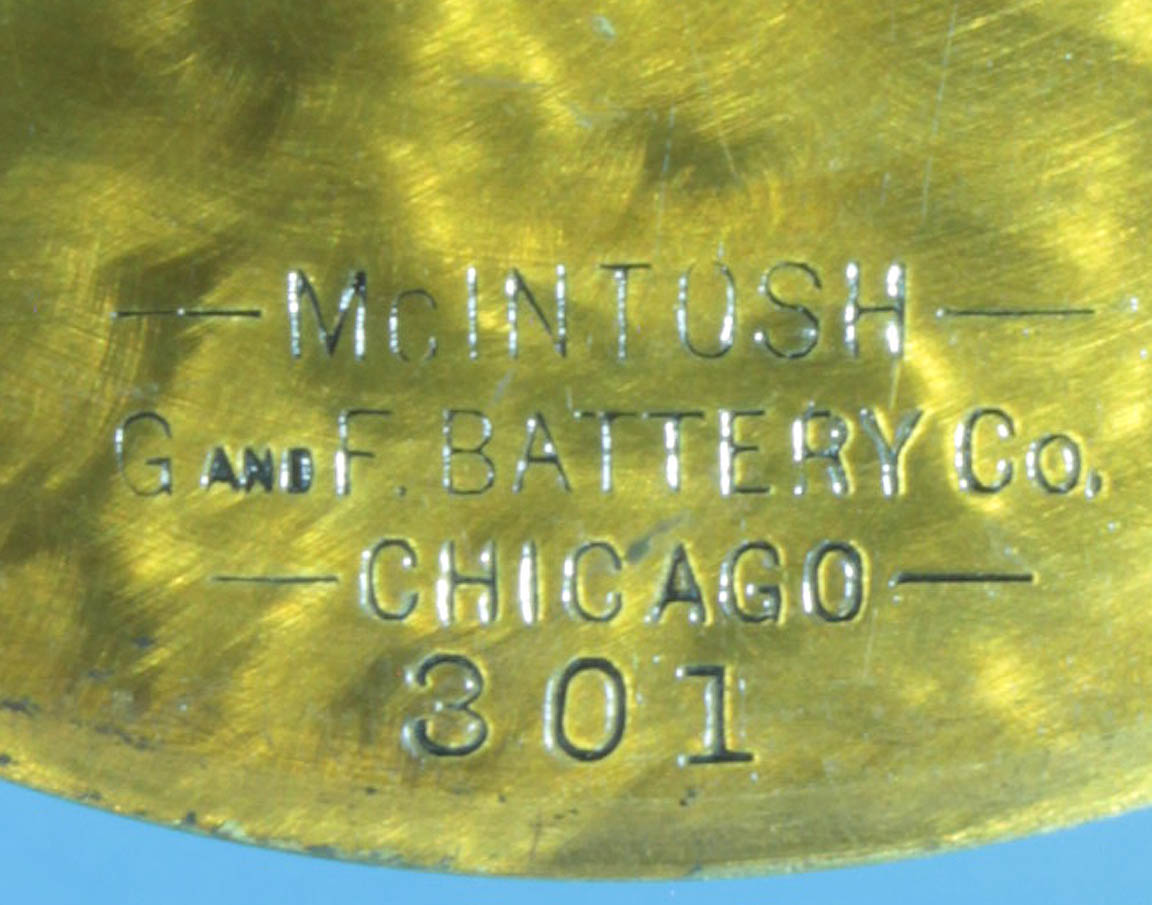 — McINTOSH —
G AND F. BATTERY Co.
— CHICAGO —
301